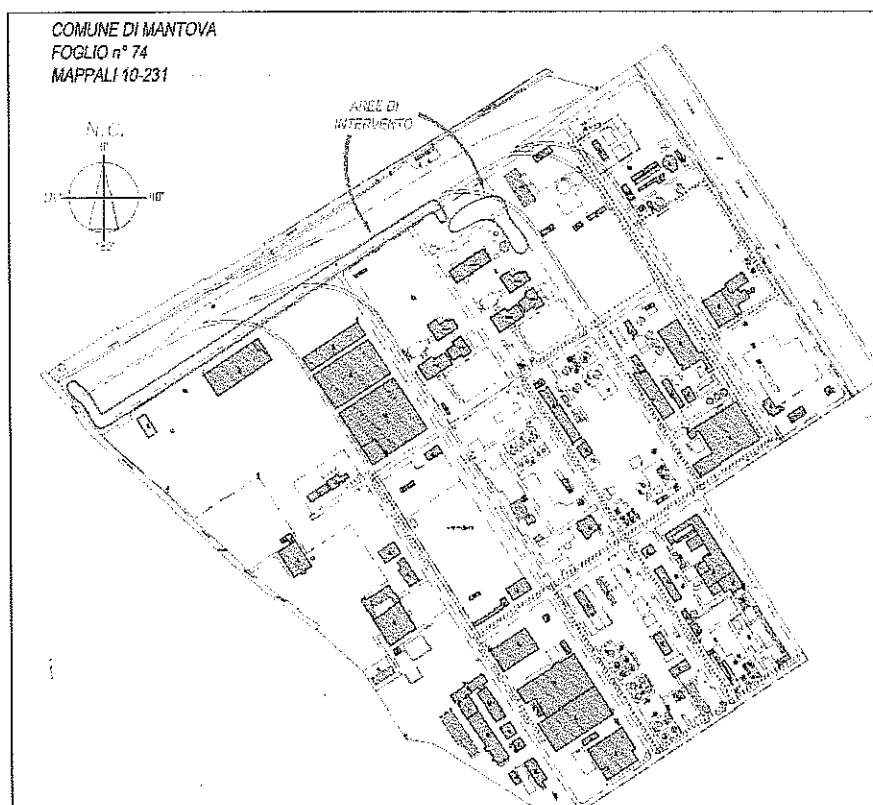 COMUNE DI MANTOVA
FOGLIO n° 74
MAPPALI 10-231
AREE DI
INTERVENTO
N.C.